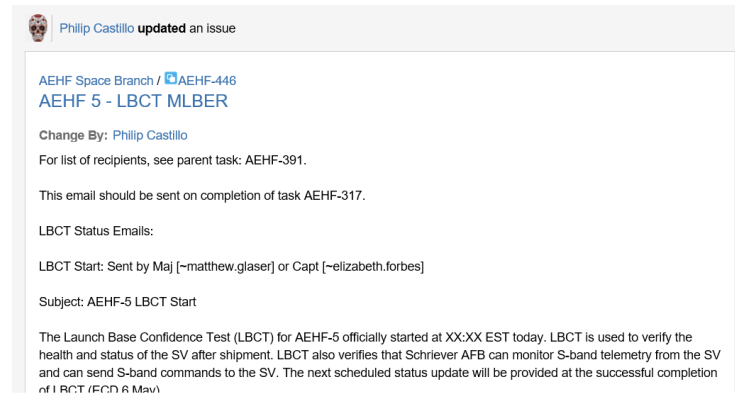 Philip Castillo updated an issue
AEHF Space Branch / AEHF-446
AEHF 5 - LBCT MLBER
Change By: Philip Castillo
For list of recipients, see parent task: AEHF-391.
This email should be sent on completion of task AEHF-317.
LBCT Status Emails:
LBCT Start: Sent by Maj [~matthew.glaser] or Capt [~elizabeth.forbes]
Subject: AEHF-5 LBCT Start
The Launch Base Confidence Test (LBCT) for AEHF-5 officially started at XX:XX EST today. LBCT is used to verify the
health and status of the SV after shipment. LBCT also verifies that Schriever AFB can monitor S-band telemetry from the SV
and can send S-band commands to the SV. The next scheduled status update will be provided at the successful completion
of LBCT (ECD 6 May)